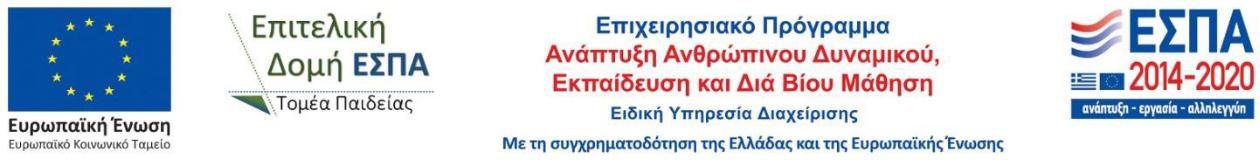 Ευρωπαϊκή Ένωση
Ευρωπαϊκό Κοινωνικό Ταμείο
Επιτελική
Δομή ΕΣΠΑ
Τομέα Παιδείας
Επιχειρησιακό Πρόγραμμα
Ανάπτυξη Ανθρώπινου Δυναμικού,
Εκπαίδευση και Διά Βίου Μάθηση
Ειδική Υπηρεσία Διαχείρισης
Με τη συγχρηματοδότηση της Ελλάδας και της Ευρωπαϊκής Ένωσης
ΕΣΠΑ
2014-2020
ανάπτυξη - εργασία - αλληλεγγύη